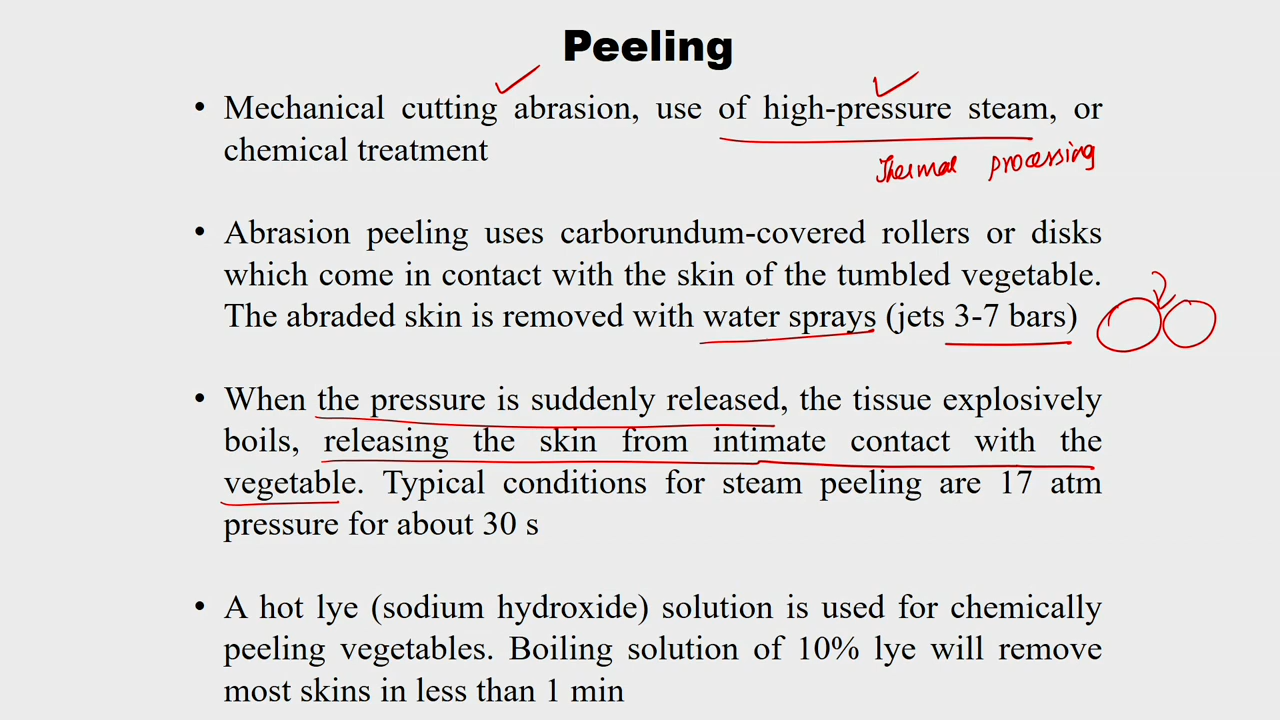 Peeling
• Mechanical cutting abrasion, use of high-pressure steam, or
chemical treatment
Thermal processing
• Abrasion peeling uses carborundum-covered rollers or disks
which come in contact with the skin of the tumbled vegetable.
The abraded skin is removed with water sprays (jets 3-7 bars)
• When the pressure is suddenly released, the tissue explosively
boils, releasing the skin from intimate contact with the
vegetable. Typical conditions for steam peeling are 17 atm
pressure for about 30 s
• A hot lye (sodium hydroxide) solution is used for chemically
peeling vegetables. Boiling solution of 10% lye will remove
most skins in less than 1 min